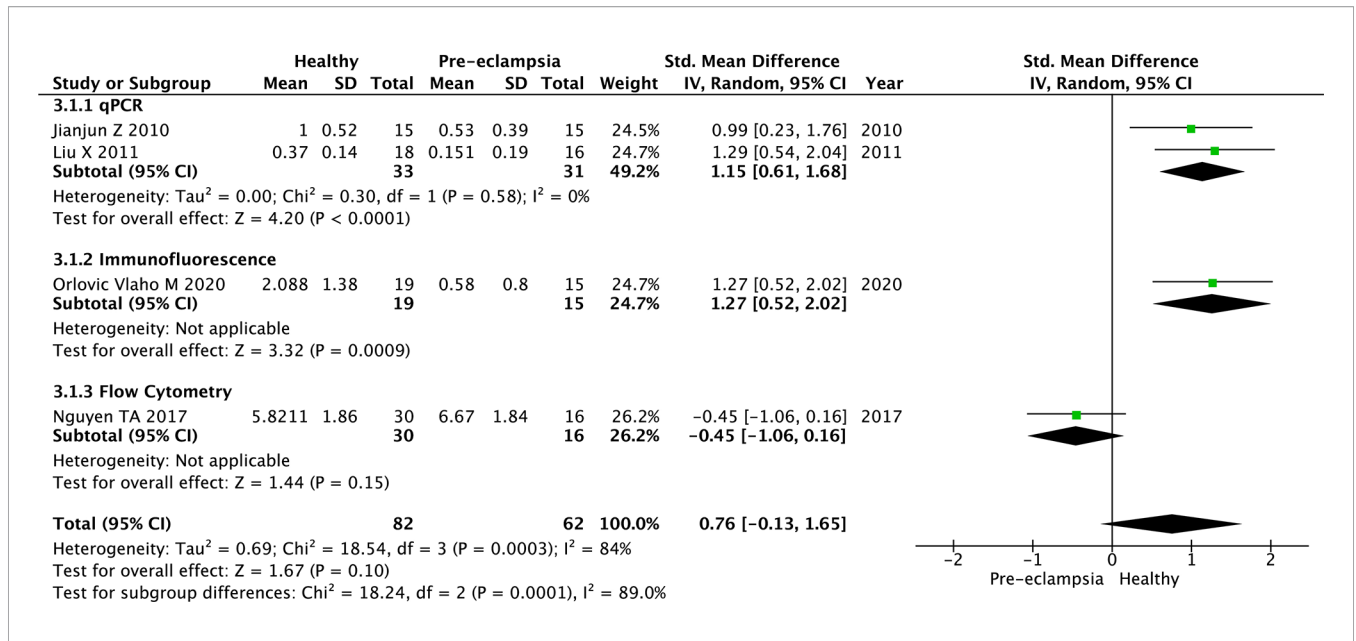 Healthy Pre-eclampsia Std. Mean Difference Std. Mean Difference
Study or Subgroup Mean SD Total Mean SD Total Weight IV, Random, 95% CI Year IV, Random, 95% CI
3.1.1 qPCR
Jianjun Z 2010 1 0.52 15 0.53 0.39 15 24.5% 0.99 [0.23, 1.76] 2010
Liu X 2011 0.37 0.14 18 0.151 0.19 16 24.7% 1.29 [0.54, 2.04] 2011
Subtotal (95% CI) 33 31 49.2% 1.15 [0.61, 1.68]
Heterogeneity: Tau² = 0.00; Chi² = 0.30, df = 1 (P = 0.58); I² = 0%
Test for overall effect: Z = 4.20 (P < 0.0001)
3.1.2 Immunofluorescence
Orlovic Vlaho M 2020 2.088 1.38 19 0.58 0.8 15 24.7% 1.27 [0.52, 2.02] 2020
Subtotal (95% CI) 19 15 24.7% 1.27 [0.52, 2.02]
Heterogeneity: Not applicable
Test for overall effect: Z = 3.32 (P = 0.0009)
3.1.3 Flow Cytometry
Nguyen TA 2017 5.8211 1.86 30 6.67 1.84 16 26.2% −0.45 [−1.06, 0.16] 2017
Subtotal (95% CI) 30 16 26.2% −0.45 [−1.06, 0.16]
Heterogeneity: Not applicable
Test for overall effect: Z = 1.44 (P = 0.15)
Total (95% CI) 82 62 100.0% 0.76 [−0.13, 1.65]
Heterogeneity: Tau² = 0.69; Chi² = 18.54, df = 3 (P = 0.0003); I² = 84%
Test for overall effect: Z = 1.67 (P = 0.10)
Test for subgroup differences: Chi² = 18.24, df = 2 (P = 0.0001), I² = 89.0%
−2 −1 0 1 2
Pre-eclampsia Healthy